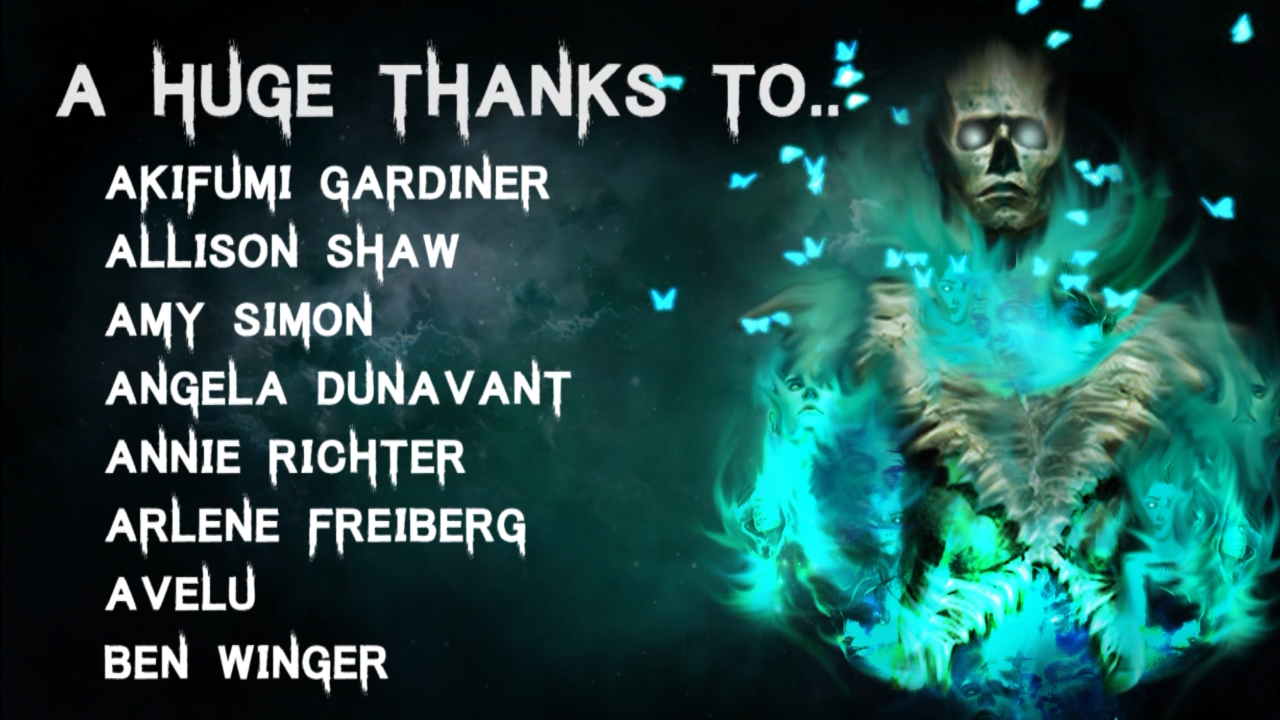 A HUGE THANKS TO..
AKIFUMI GARDINER
ALLISON SHAW
AMY SIMON
ANGELA DUNAVANT
ANNIE RICHTER
ARLENE FREIBERG
AVELU
BEN WINGER